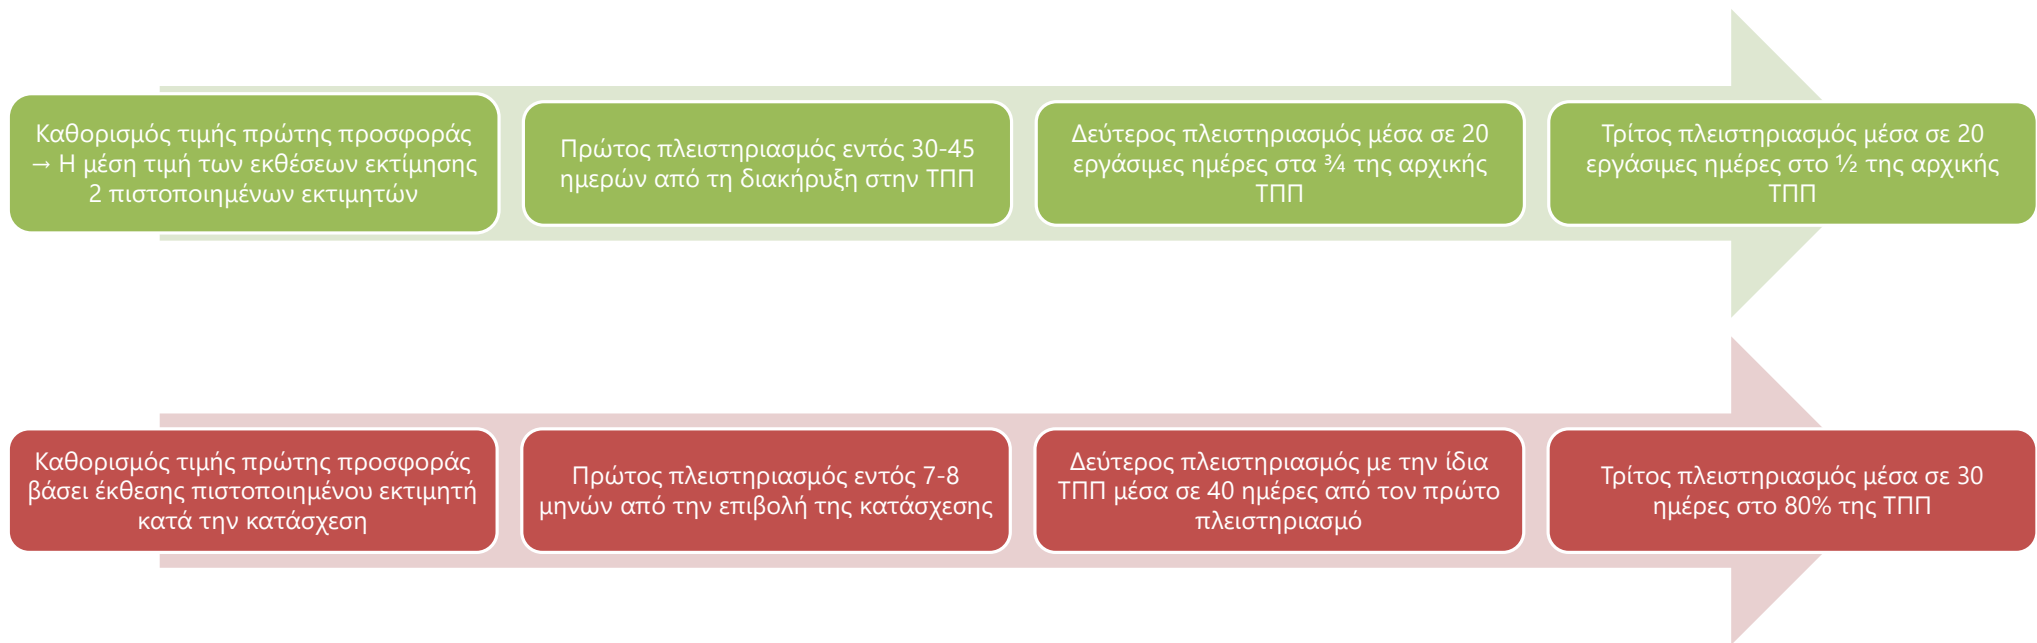 Καθορισμός τιμής πρώτης προσφοράς
→ Η μέση τιμή των εκθέσεων εκτίμησης
2 πιστοποιημένων εκτιμητών
Πρώτος πλειστηριασμός εντός 30-45
ημερών από τη διακήρυξη στην ΤΠΠ
Δεύτερος πλειστηριασμός μέσα σε 20
εργάσιμες ημέρες στα ¾ της αρχικής
ΤΠΠ
Τρίτος πλειστηριασμός μέσα σε 20
εργάσιμες ημέρες στο ½ της αρχικής
ΤΠΠ
Καθορισμός τιμής πρώτης προσφοράς
βάσει έκθεσης πιστοποιημένου εκτιμητή
κατά την κατάσχεση
Πρώτος πλειστηριασμός εντός 7-8
μηνών από την επιβολή της κατάσχεσης
Δεύτερος πλειστηριασμός με την ίδια
ΤΠΠ μέσα σε 40 ημέρες από τον πρώτο
πλειστηριασμό
Τρίτος πλειστηριασμός μέσα σε 30
ημέρες στο 80% της ΤΠΠ